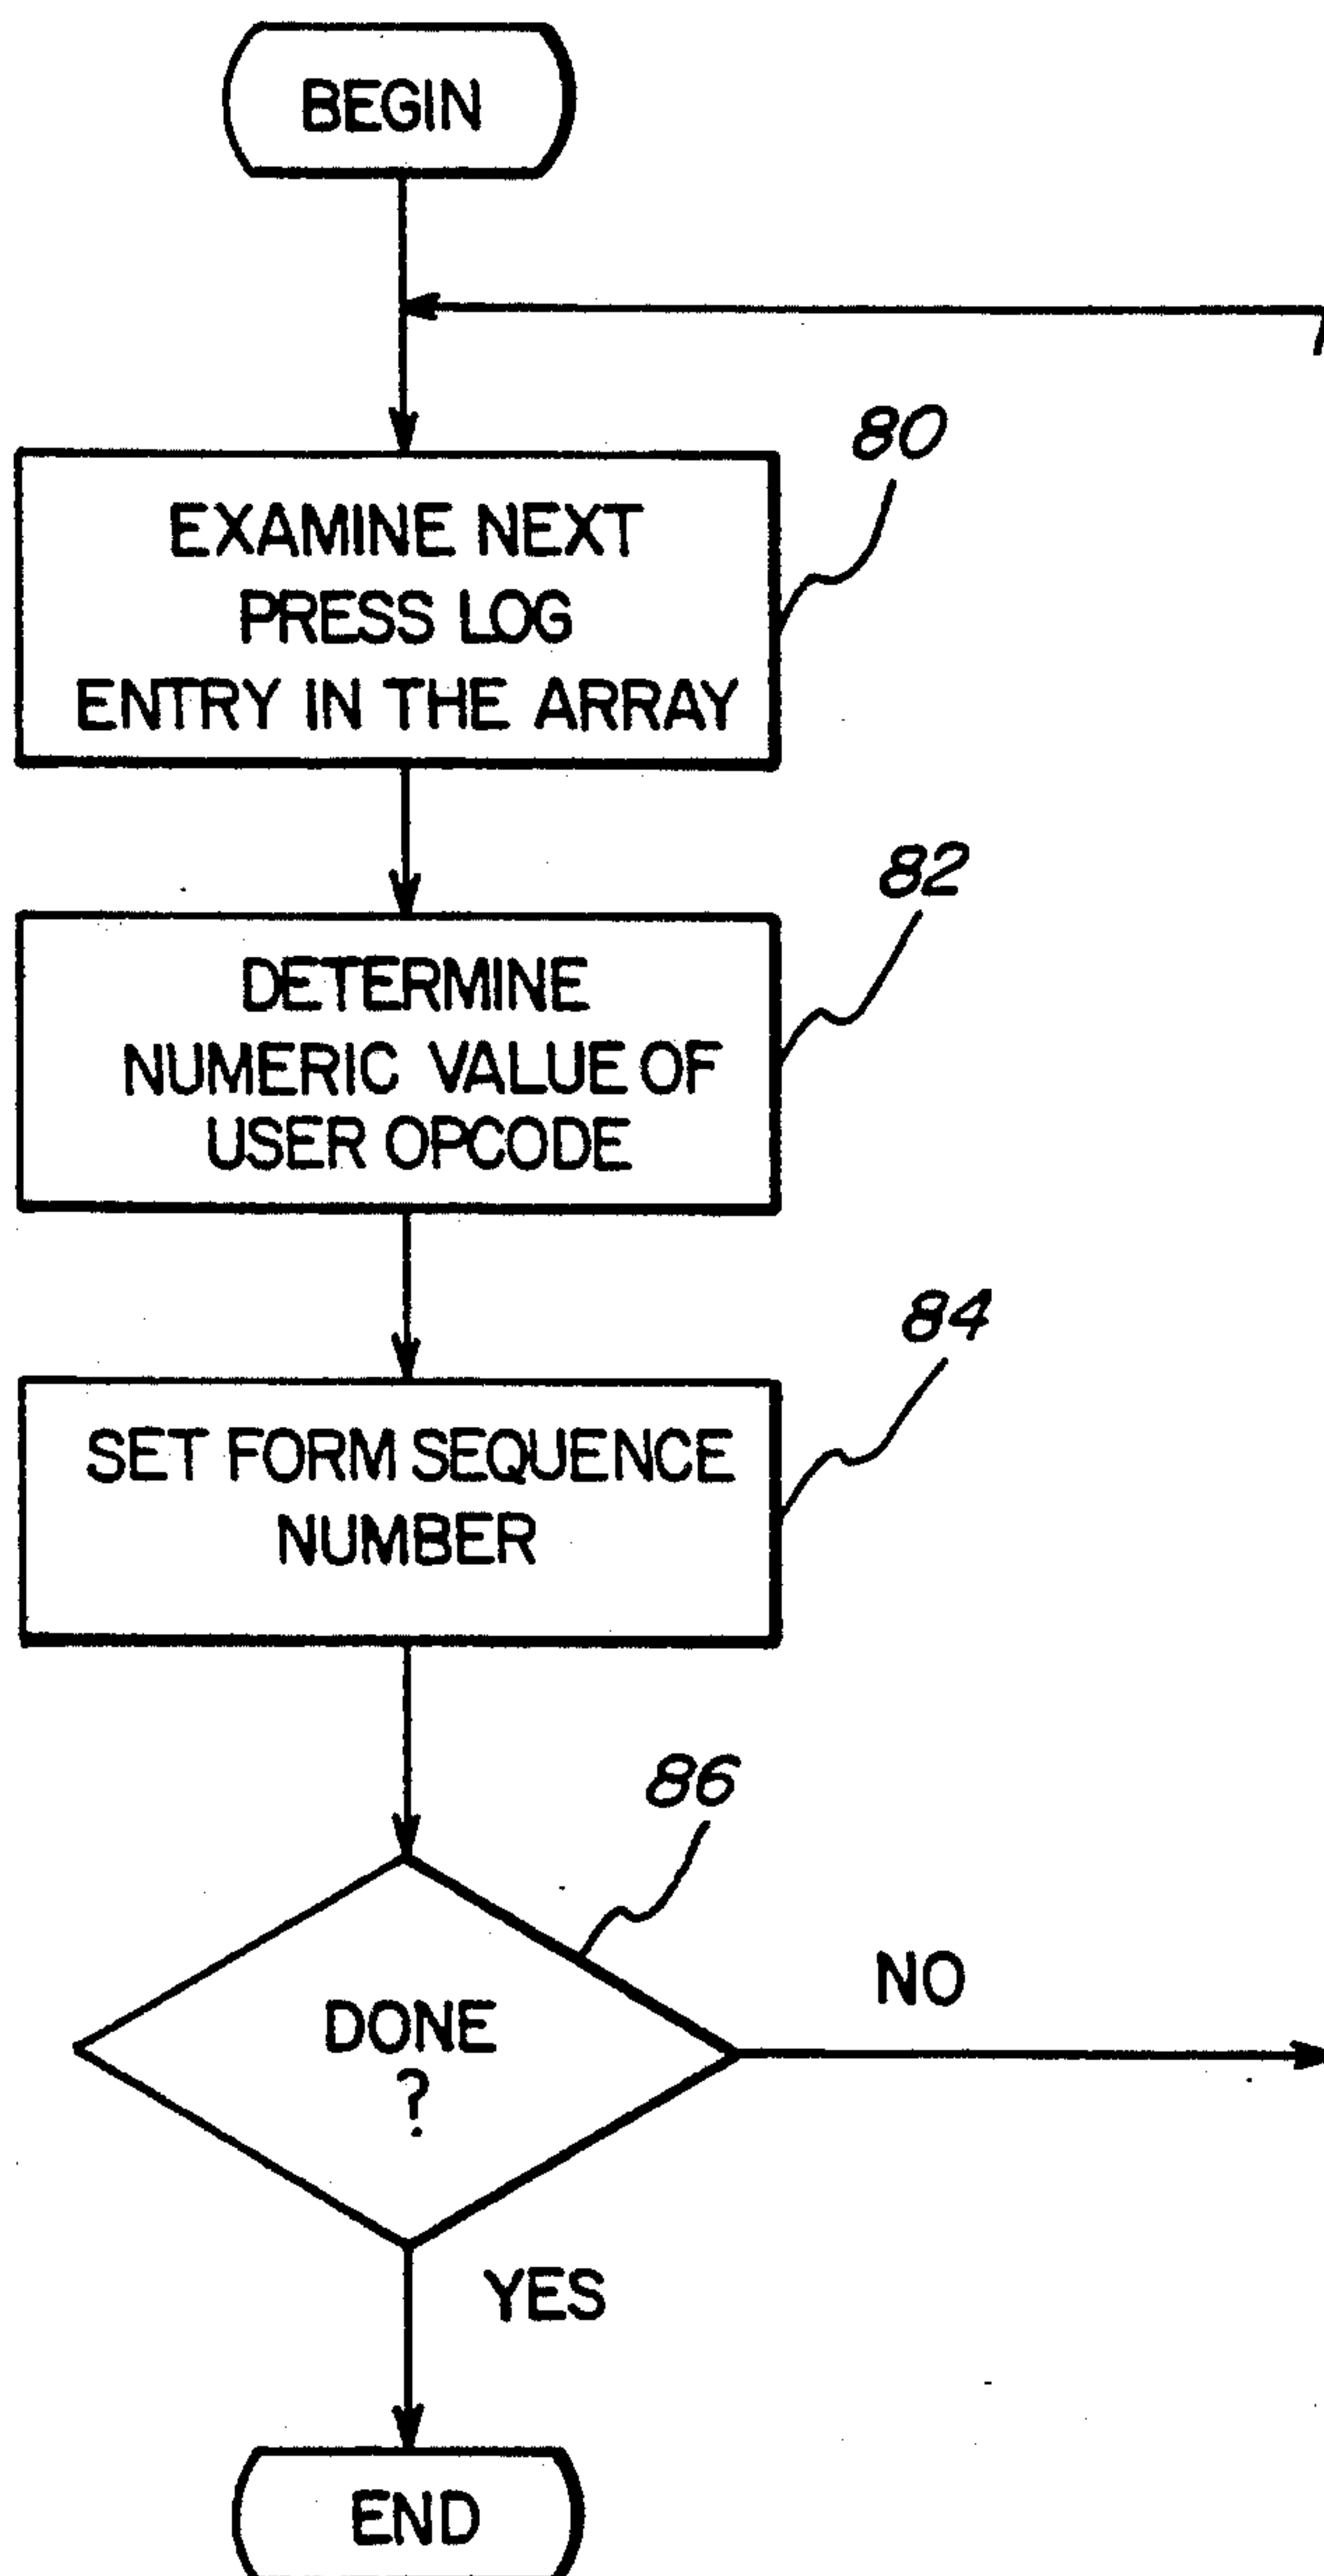 BEGIN
80
EXAMINE NEXT
PRESS LOG
ENTRY IN THE ARRAY
82
DETERMINE
NUMERIC VALUE OF
USER OPCODE
84
SET FORM SEQUENCE
NUMBER
86
DONE
?
NO
YES
END